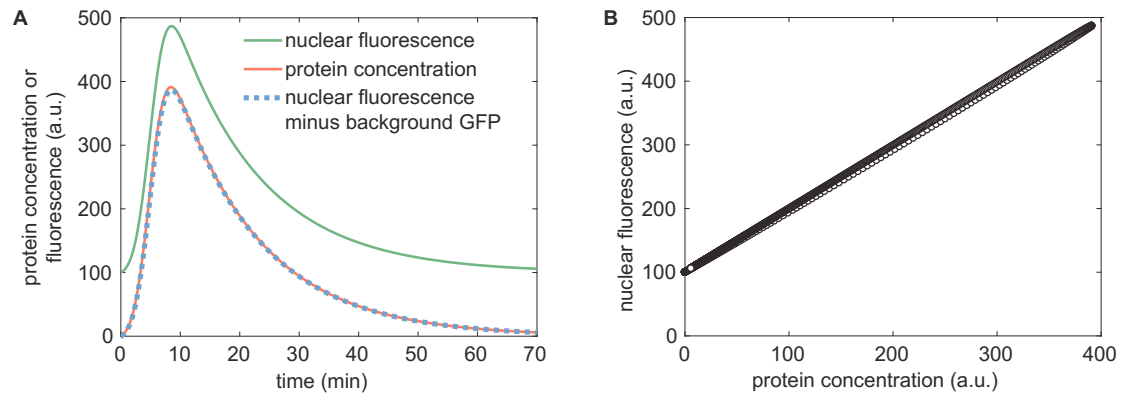 A
protein concentration or
fluorescence (a.u.)
500
400
300
200
100
0
nuclear fluorescence
protein concentration
nuclear fluorescence
minus background GFP
0 10 20 30 40 50 60 70
time (min)
B
nuclear fluorescence (a.u.)
500
400
300
200
100
0
0 100 200 300 400
protein concentration (a.u.)